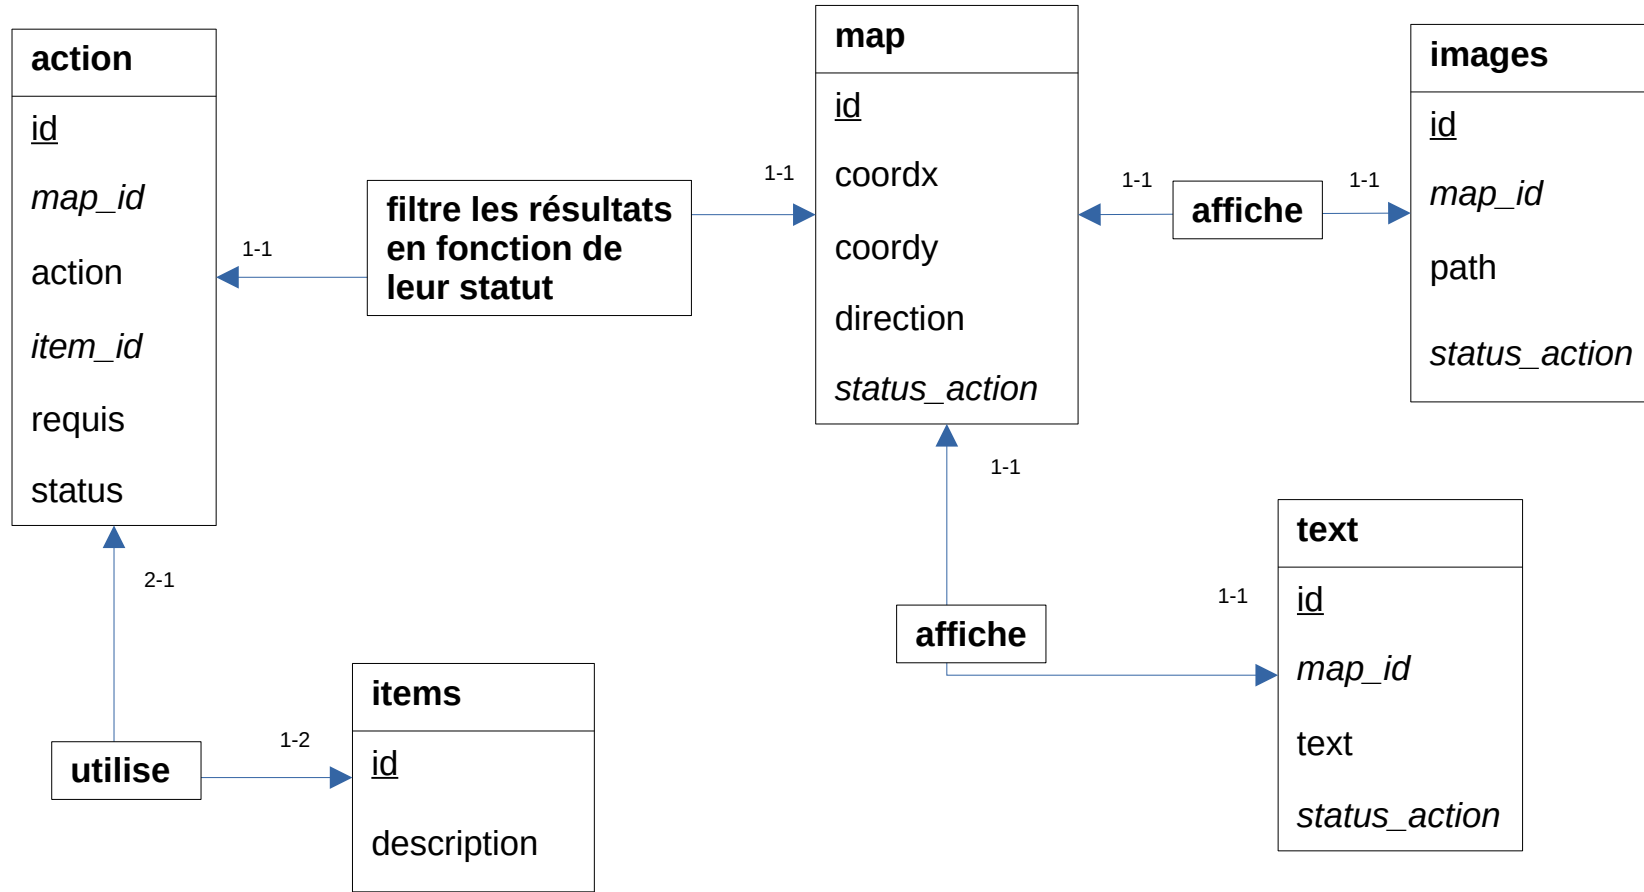 action
id
map_id
action
item_id
requis
status
1-1
filtre les résultats
en fonction de
leur statut
1-1
map
id
coordx
coordy
direction
status_action
1-1
affiche
1-1
images
id
map_id
path
status_action
2-1
utilise
1-2
items
id
description
1-1
affiche
1-1
text
id
map_id
text
status_action